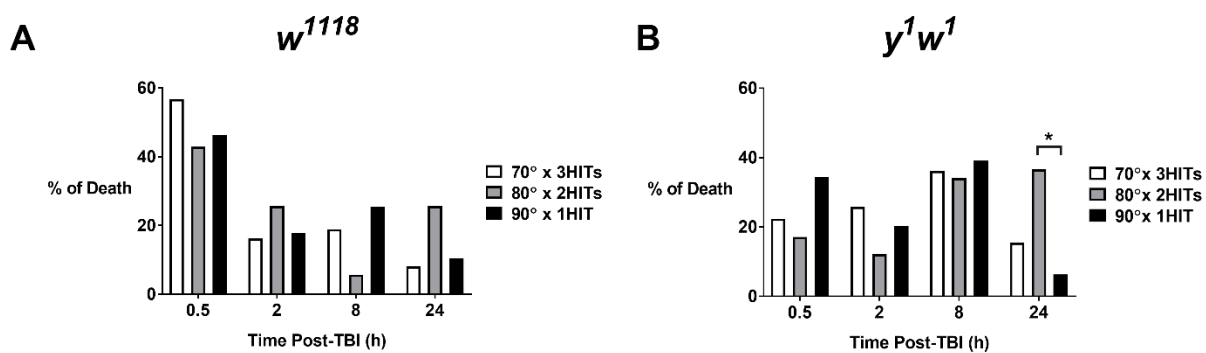 A
w1118
60
40
20
0
% of Death
0.5 2 8 24
Time Post-TBI (h)
70° x 3HITs
80° x 2HITs
90° x 1HIT
B
y1w1
60
40
20
0
% of Death
*
0.5 2 8 24
Time Post-TBI (h)
70°x 3HITs
80°x 2HITs
90°x 1HIT